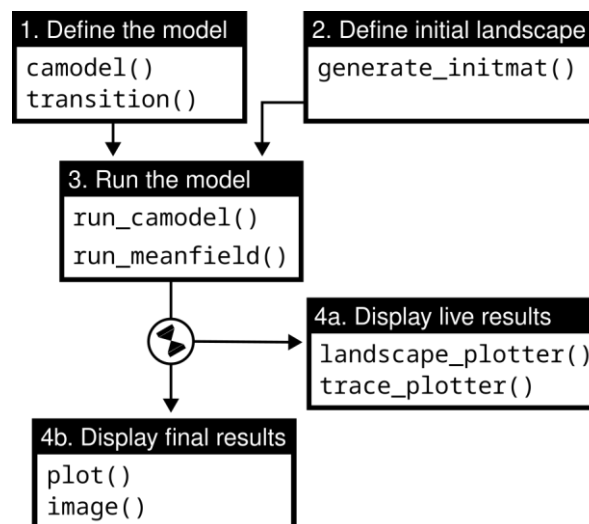 1. Define the model
camodel()
transition()
2. Define initial landscape
generate_initmat()
3. Run the model
run_camodel()
run_meanfield()
4a. Display live results
landscape_plotter()
trace_plotter()
4b. Display final results
plot()
image()